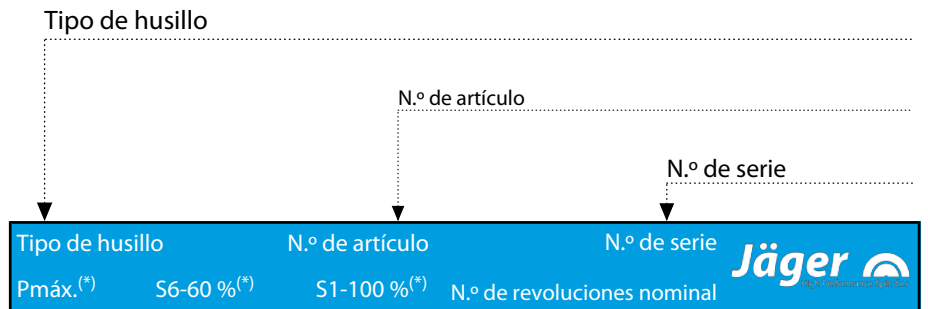 Tipo de husillo
N.º de artículo
N.º de serie
Tipo de husillo N.º de artículo N.º de serie
Jäger
Pmáx.(*) S6-60 %(*) S1-100 %(*) N.º de revoluciones nominal